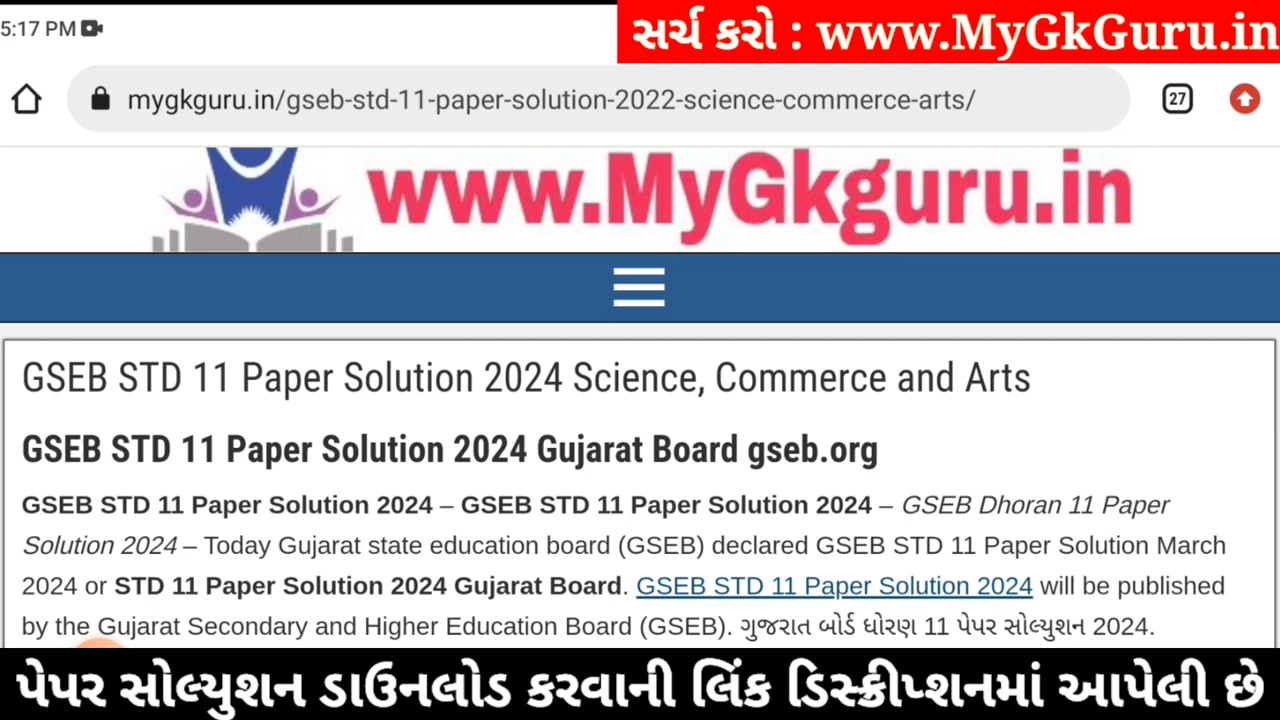 5:17 PM
સર્ચ કરો : www.MyGkGuru.in
mygkguru.in/gseb-std-11-paper-solution-2022-science-commerce-arts/
27
www.MyGkguru.in
GSEB STD 11 Paper Solution 2024 Science, Commerce and Arts
GSEB STD 11 Paper Solution 2024 Gujarat Board gseb.org
GSEB STD 11 Paper Solution 2024 – GSEB STD 11 Paper Solution 2024 – GSEB Dhoran 11 Paper
Solution 2024 – Today Gujarat state education board (GSEB) declared GSEB STD 11 Paper Solution March
2024 or STD 11 Paper Solution 2024 Gujarat Board. GSEB STD 11 Paper Solution 2024 will be published
by the Gujarat Secondary and Higher Education Board (GSEB). ગુજરાત બોર્ડ ધોરણ 11 પેપર સોલ્યુશન 2024.
પેપર સોલ્યુશન ડાઉનલોડ કરવાની લિંક ડિસ્ક્રીપ્શનમાં આપેલી છે